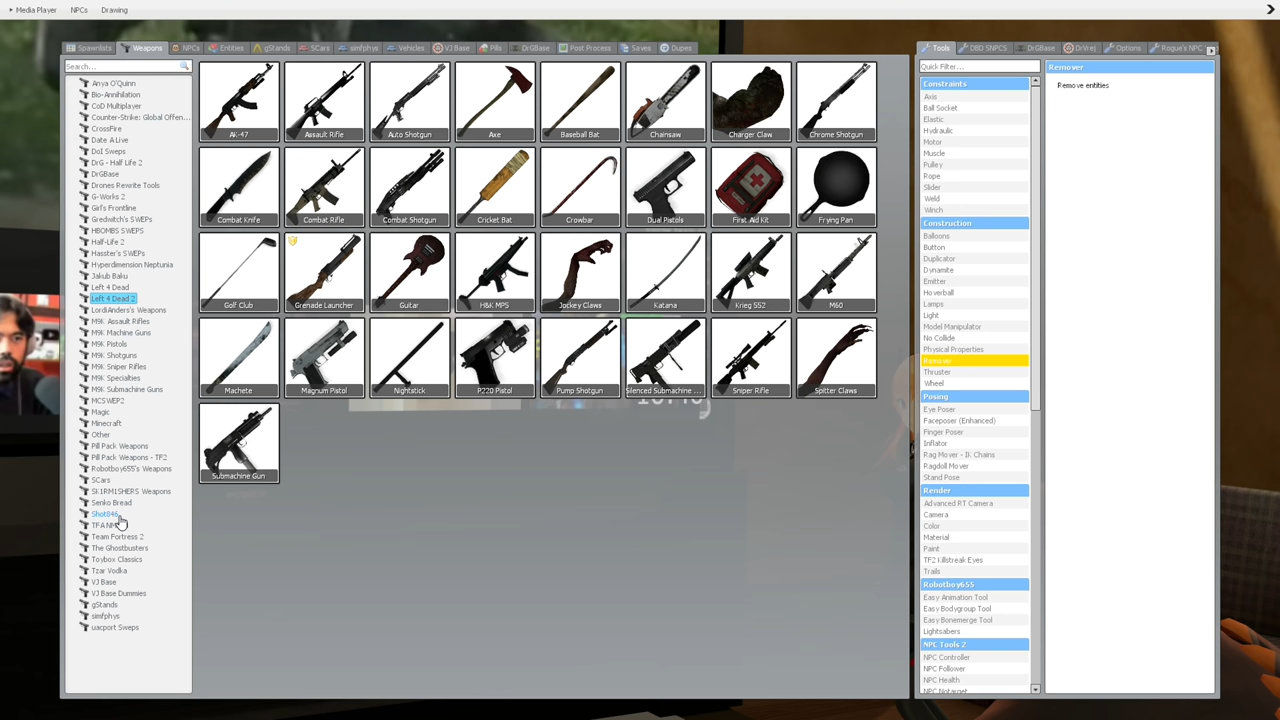 Media Player NPCs Drawing
Spawnlists Weapons NPCs Entities gStands SCars simfphys Vehicles VJ Base Pills DrGBase Post Process Saves Dupes
Search...
Anya O'Quinn
Bio-Annihilation
CoD Multiplayer
Counter-Strike: Global Offen...
CrossFire
Date A Live
DoI Sweps
DrG - Half Life 2
DrGBase
Drones Rewrite Tools
G-Works 2
Girl's Frontline
Gredwitch's SWEPs
HBOMBS SWEPS
Half-Life 2
Hasster's SWEPs
Hyperdimension Neptunia
Jakub Baku
Left 4 Dead
Left 4 Dead 2
LordiAnders's Weapons
M9K Assault Rifles
M9K Machine Guns
M9K Pistols
M9K Shotguns
M9K Sniper Rifles
M9K Specialties
M9K Submachine Guns
MCSWEP2
Magic
Minecraft
Other
Pill Pack Weapons
Pill Pack Weapons - TF2
Robotboy655's Weapons
SCars
SK1RM1SHERS Weapons
Senko Bread
Shot846
Team Fortress 2
The Ghostbusters
Toybox Classics
Tzar Vodka
VJ Base
VJ Base Dummies
gStands
simfphys
uacport Sweps
AK-47 Assault Rifle Auto Shotgun Axe Baseball Bat Chainsaw Charger Claw Chrome Shotgun
Combat Knife Combat Rifle Combat Shotgun Cricket Bat Crowbar Dual Pistols First Aid Kit Frying Pan
Golf Club Grenade Launcher Guitar H&K MP5 Jockey Claws Katana Krieg 552 M60
Machete Magnum Pistol Nightstick P220 Pistol Pump Shotgun Silenced Submachine ... Sniper Rifle Spitter Claws
Submachine Gun
Tools DBD SNPCS DrGBase DrVrej Options Rogue's NPC
Quick Filter...
Constraints
Axis
Ball Socket
Elastic
Hydraulic
Motor
Muscle
Pulley
Rope
Slider
Weld
Winch
Construction
Balloons
Button
Duplicator
Dynamite
Emitter
Hoverball
Lamps
Light
Model Manipulator
No Collide
Physical Properties
Remover
Thruster
Wheel
Posing
Eye Poser
Faceposer (Enhanced)
Finger Poser
Inflator
Rag Mover - IK Chains
Ragdoll Mover
Stand Pose
Render
Advanced RT Camera
Camera
Color
Material
Paint
TF2 Killstreak Eyes
Trails
Robotboy655
Easy Animation Tool
Easy Bodygroup Tool
Easy Bonemerge Tool
Lightsabers
NPC Tools 2
NPC Controller
NPC Follower
NPC Health
NPC Notarget
Remover
Remove entities